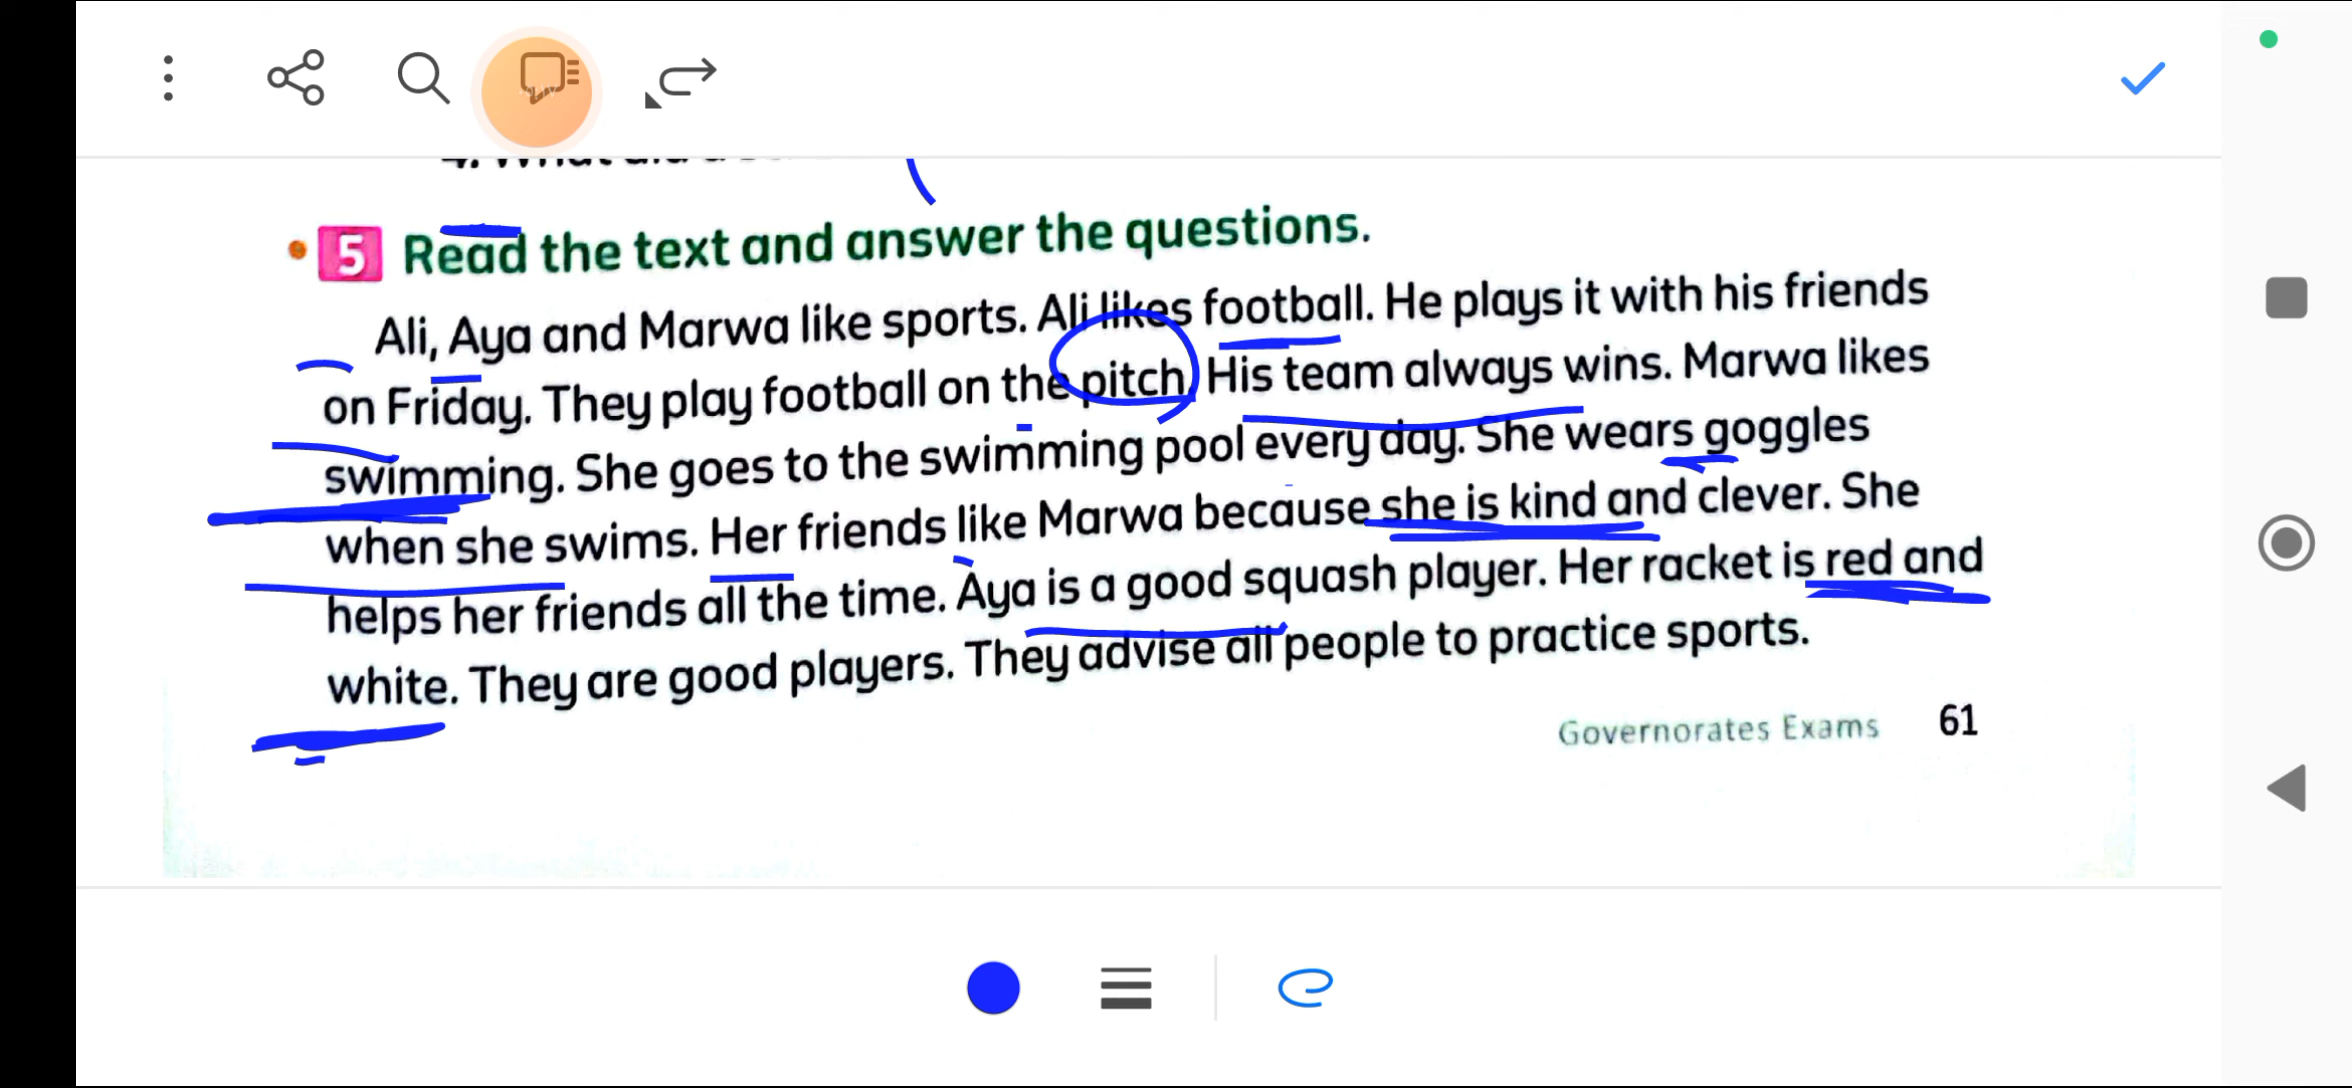 5 Read the text and answer the questions.
Ali, Aya and Marwa like sports. Ali likes football. He plays it with his friends
on Friday. They play football on the pitch. His team always wins. Marwa likes
swimming. She goes to the swimming pool every day. She wears goggles
when she swims. Her friends like Marwa because she is kind and clever. She
helps her friends all the time. Aya is a good squash player. Her racket is red and
white. They are good players. They advise all people to practice sports.
Governorates Exams 61